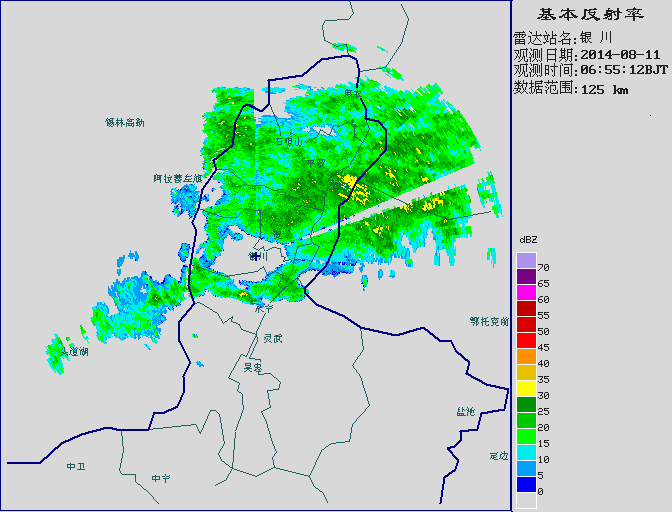 基本反射率
雷达站名:银 川
观测日期:2014-08-11
观测时间:06:55:12BJT
数据范围:125 km
锡林高勒
石咀山
平罗
阿拉善左旗
银川
永宁
灵武
吴忠
头道湖
鄂托克前
盐池
定边
中卫
中宁
dBZ
70
65
60
55
50
45
40
35
30
25
20
15
10
5
0